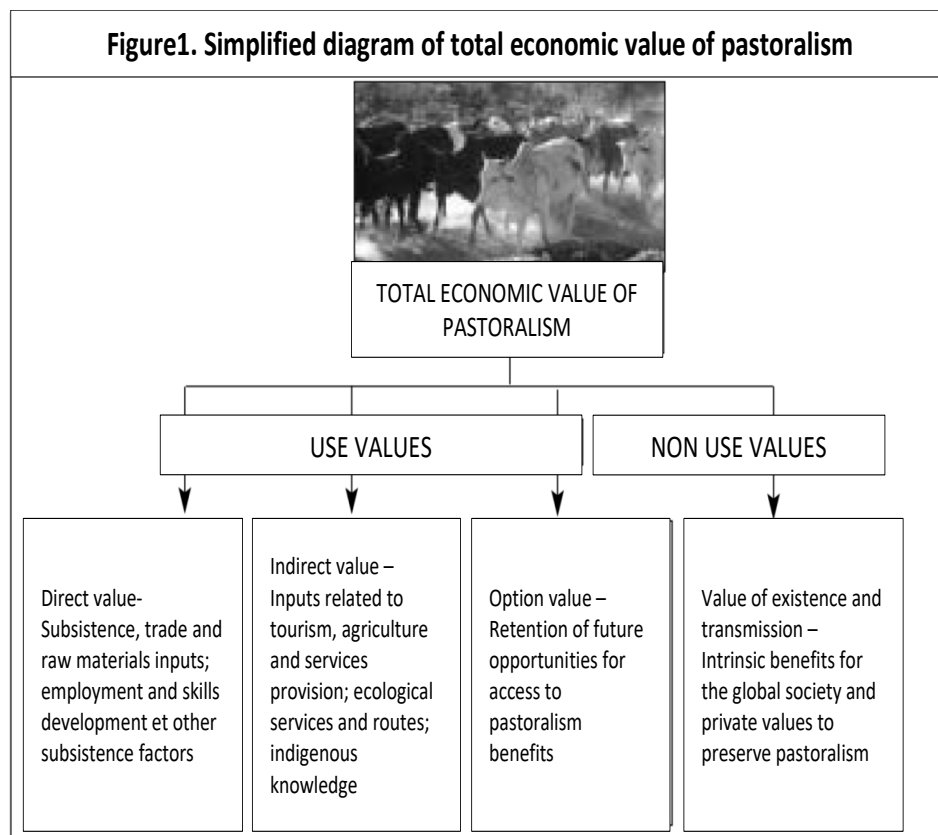 Figure1. Simplified diagram of total economic value of pastoralism
TOTAL ECONOMIC VALUE OF
PASTORALISM
USE VALUES
NON USE VALUES
Direct value-
Subsistence, trade and
raw materials inputs;
employment and skills
development et other
subsistence factors
Indirect value –
Inputs related to
tourism, agriculture
and services
provision; ecological
services and routes;
indigenous
knowledge
Option value –
Retention of future
opportunities for
access to
pastoralism
benefits
Value of existence and
transmission –
Intrinsic benefits for
the global society and
private values to
preserve pastoralism